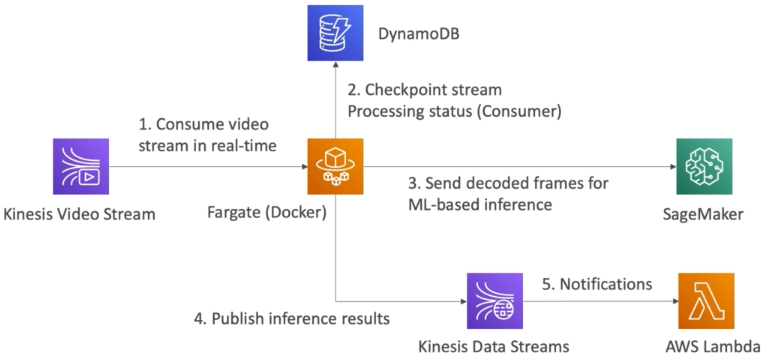 DynamoDB
2. Checkpoint stream
Processing status (Consumer)
1. Consume video
stream in real-time
3. Send decoded frames for
ML-based inference
Kinesis Video Stream
Fargate (Docker)
SageMaker
5. Notifications
4. Publish inference results
Kinesis Data Streams
AWS Lambda